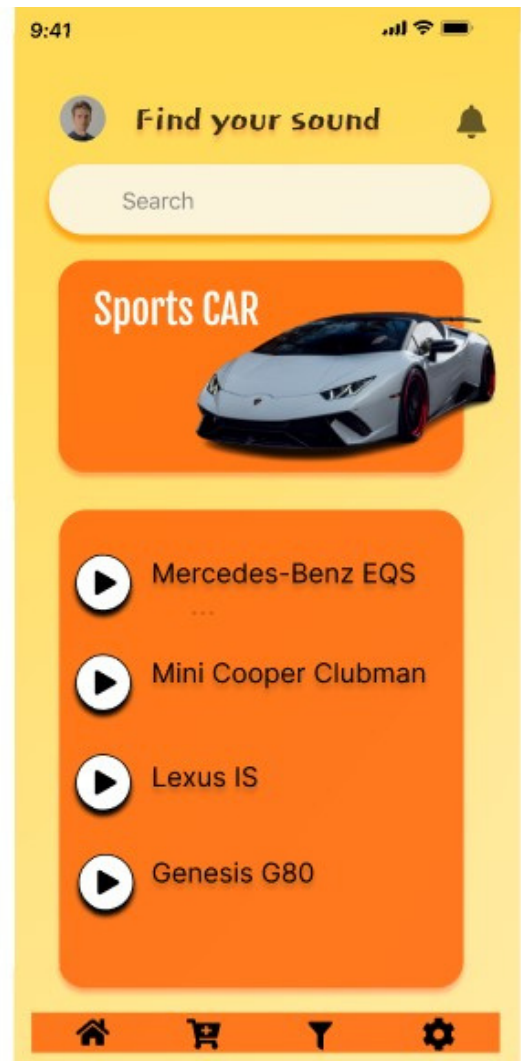 9:41
Find your sound
Search
Sports CAR
Mercedes-Benz EQS
...
Mini Cooper Clubman
Lexus IS
Genesis G80